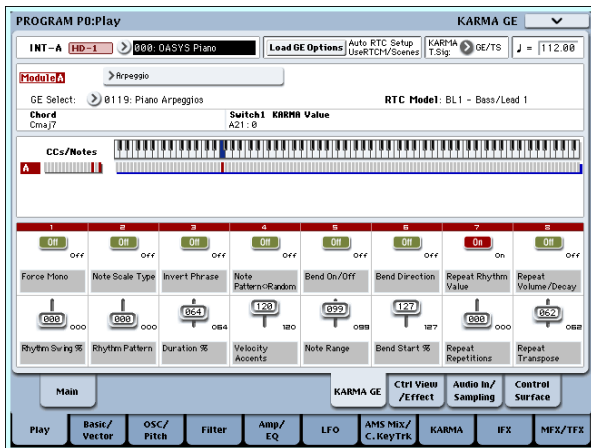 PROGRAM P0:Play KARMA GE
INT-A HD-1 000: OASYS Piano Load GE Options Auto RTC Setup UseRTCM/Scenes KARMA T.Sig: GE/TS ♩ = 112.00
Module A Arpeggio
GE Select: 0119: Piano Arpeggios RTC Model: BL1 - Bass/Lead 1
Chord Switch1 KARMA Value
Cmaj7 A21 : 0
CCs/Notes
A
1 2 3 4 5 6 7 8
Off Off Off Off Off Off On Off
Off Off Off Off Off Off On Off
Force Mono Note Scale Type Invert Phrase Note Pattern<>Random Bend On/Off Bend Direction Repeat Rhythm Value Repeat Volume/Decay
000 000 064 120 099 127 000 062
000 000 064 120 099 127 000 062
Rhythm Swing % Rhythm Pattern Duration % Velocity Accents Note Range Bend Start % Repeat Repetitions Repeat Transpose
Main KARMA GE Ctrl View /Effect Audio In/ Sampling Control Surface
Play Basic/ Vector OSC/ Pitch Filter Amp/ EQ LFO AMS Mix/ C.KeyTrk KARMA IFX MFX/TFX